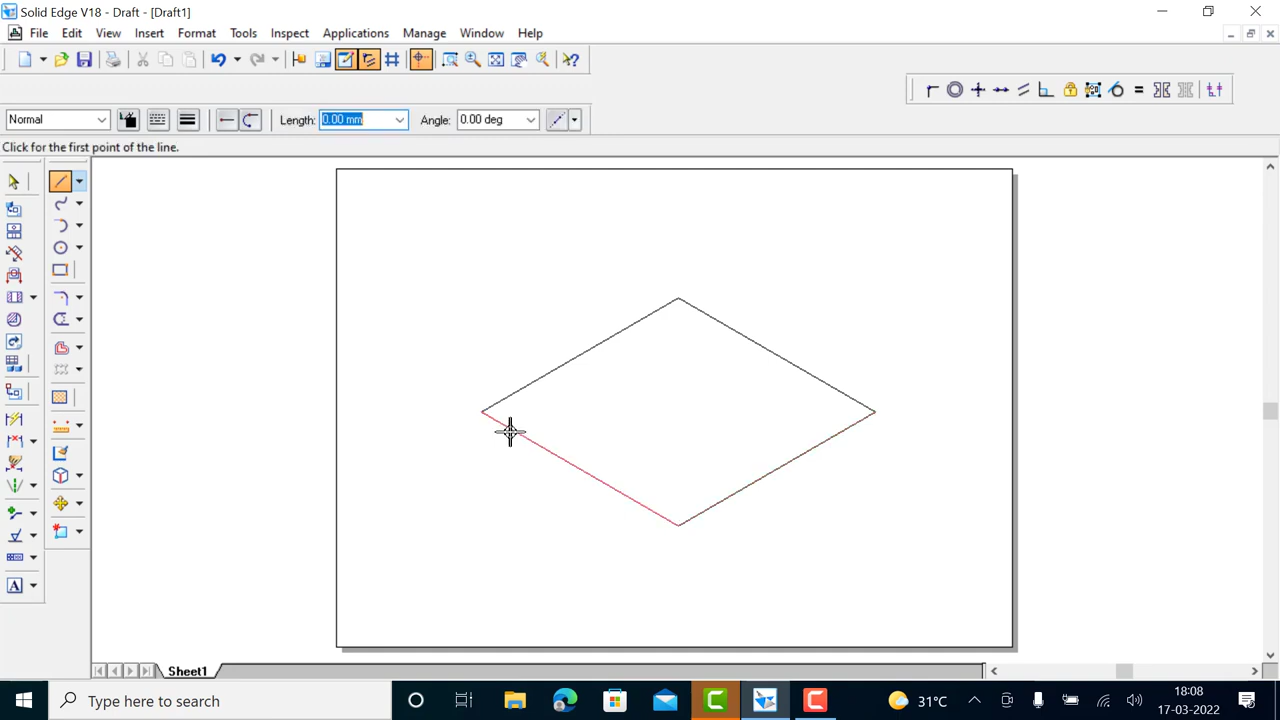 Solid Edge V18 - Draft - [Draft1]
File Edit View Insert Format Tools Inspect Applications Manage Window Help
Normal Length: 0.00 mm Angle: 0.00 deg
Click for the first point of the line.
A
Sheet1
Type here to search
31°C
18:08
17-03-2022